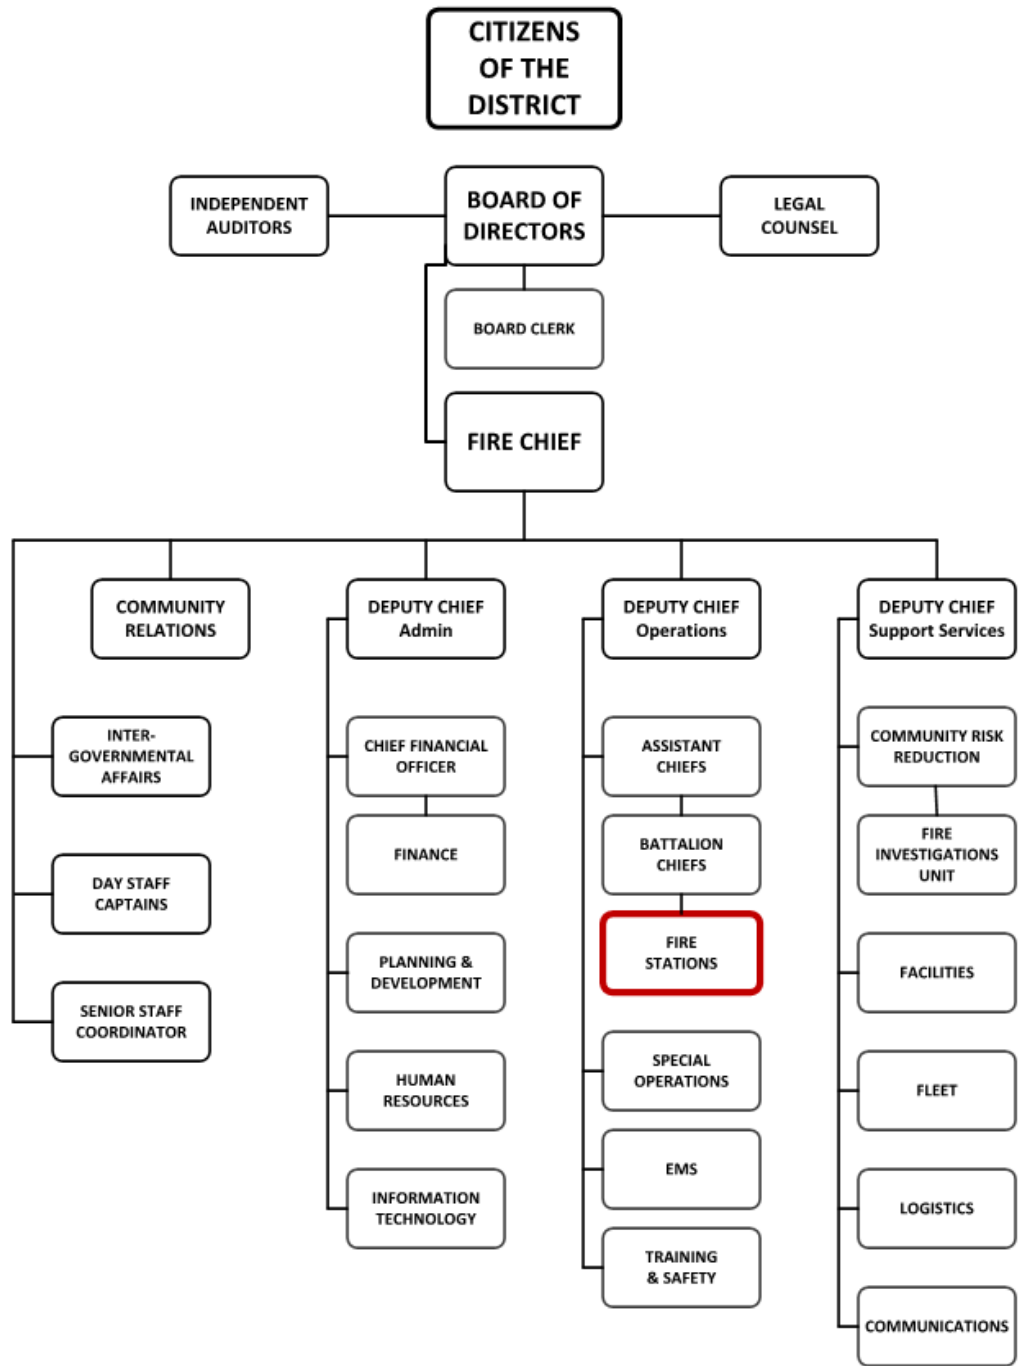 CITIZENS
OF THE
DISTRICT
INDEPENDENT
AUDITORS
BOARD OF
DIRECTORS
LEGAL
COUNSEL
BOARD CLERK
FIRE CHIEF
COMMUNITY
RELATIONS
DEPUTY CHIEF
Admin
DEPUTY CHIEF
Operations
DEPUTY CHIEF
Support Services
INTER-
GOVERNMENTAL
AFFAIRS
DAY STAFF
CAPTAINS
SENIOR STAFF
COORDINATOR
CHIEF FINANCIAL
OFFICER
FINANCE
PLANNING &
DEVELOPMENT
HUMAN
RESOURCES
INFORMATION
TECHNOLOGY
ASSISTANT
CHIEFS
BATTALION
CHIEFS
FIRE
STATIONS
SPECIAL
OPERATIONS
EMS
TRAINING
& SAFETY
COMMUNITY RISK
REDUCTION
FIRE
INVESTIGATIONS
UNIT
FACILITIES
FLEET
LOGISTICS
COMMUNICATIONS